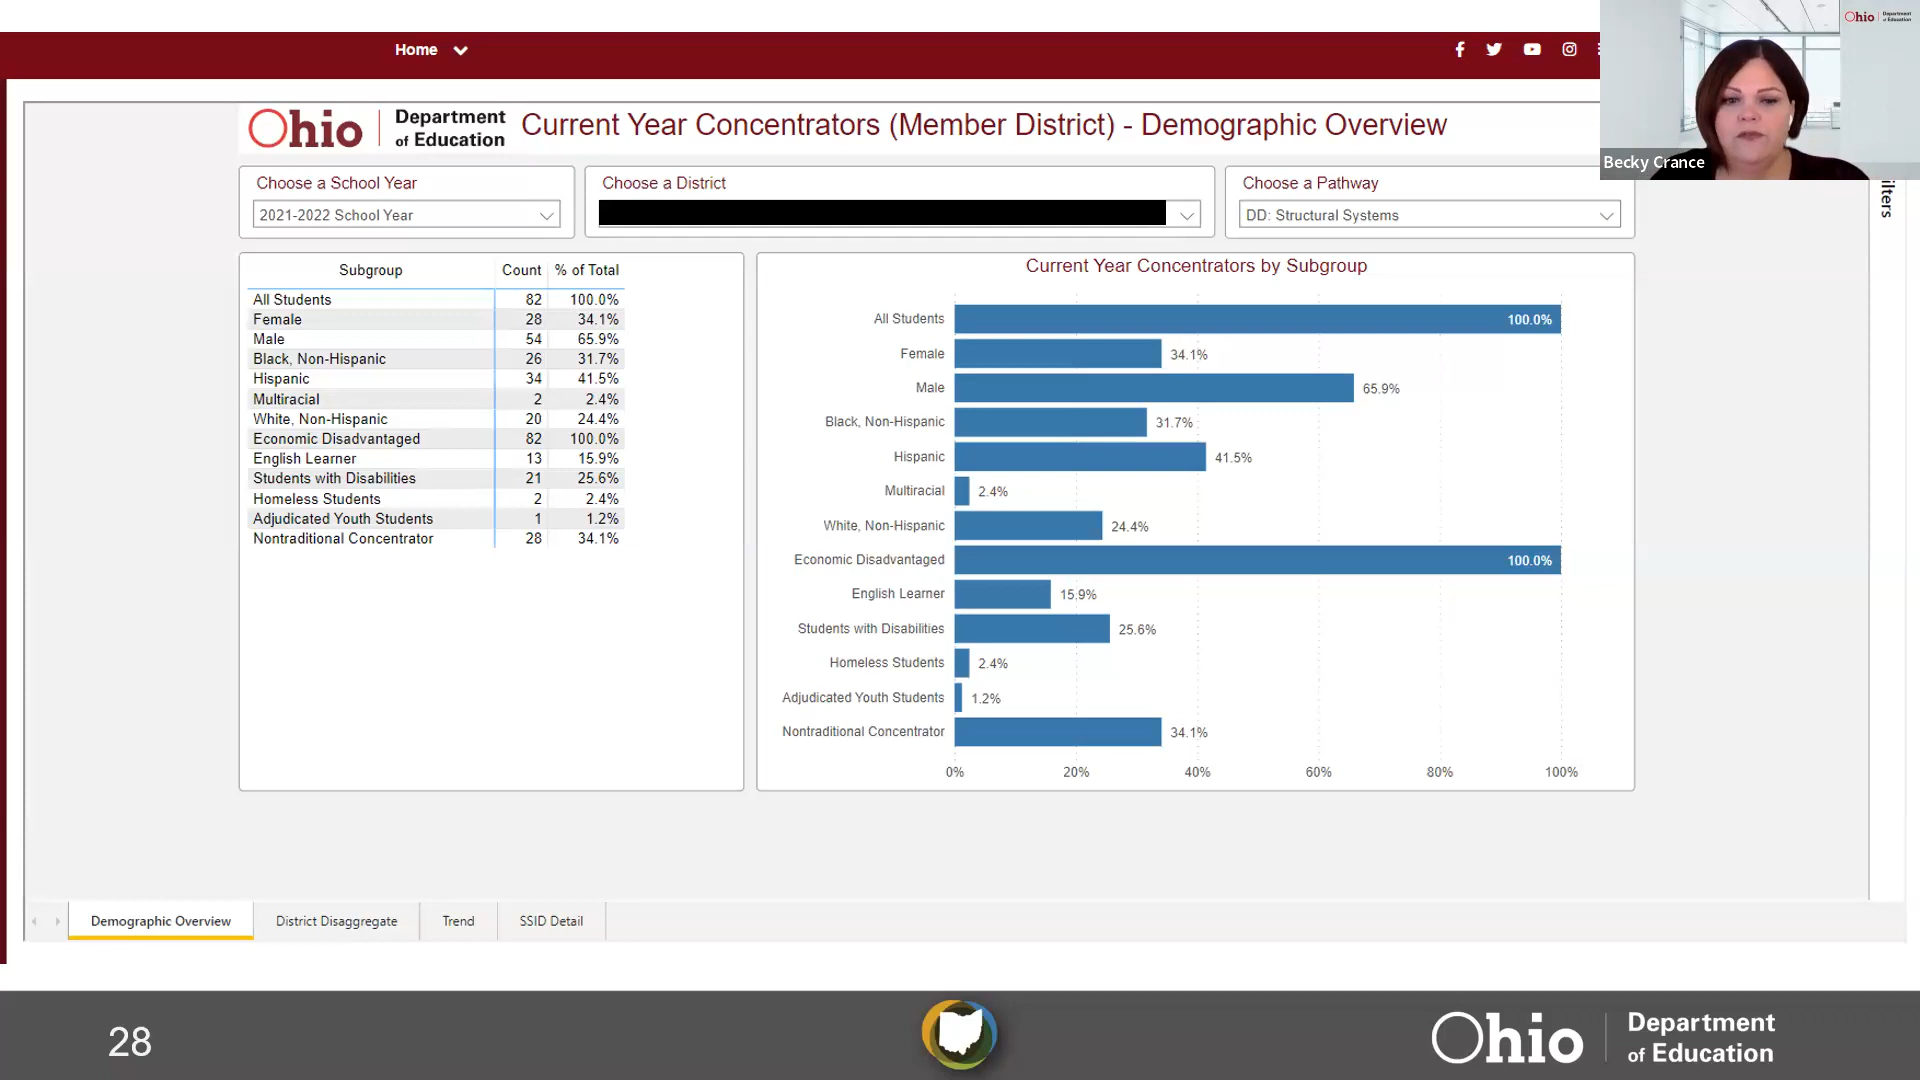 Home
Ohio Department of Education
Becky Crance
Ohio Department of Education
Current Year Concentrators (Member District) - Demographic Overview
Choose a School Year
2021-2022 School Year
Choose a District
Choose a Pathway
DD: Structural Systems
ilters
Subgroup Count % of Total
All Students 82 100.0%
Female 28 34.1%
Male 54 65.9%
Black, Non-Hispanic 26 31.7%
Hispanic 34 41.5%
Multiracial 2 2.4%
White, Non-Hispanic 20 24.4%
Economic Disadvantaged 82 100.0%
English Learner 13 15.9%
Students with Disabilities 21 25.6%
Homeless Students 2 2.4%
Adjudicated Youth Students 1 1.2%
Nontraditional Concentrator 28 34.1%
Current Year Concentrators by Subgroup
All Students 100.0%
Female 34.1%
Male 65.9%
Black, Non-Hispanic 31.7%
Hispanic 41.5%
Multiracial 2.4%
White, Non-Hispanic 24.4%
Economic Disadvantaged 100.0%
English Learner 15.9%
Students with Disabilities 25.6%
Homeless Students 2.4%
Adjudicated Youth Students 1.2%
Nontraditional Concentrator 34.1%
0% 20% 40% 60% 80% 100%
Demographic Overview District Disaggregate Trend SSID Detail
28
Ohio Department
of Education